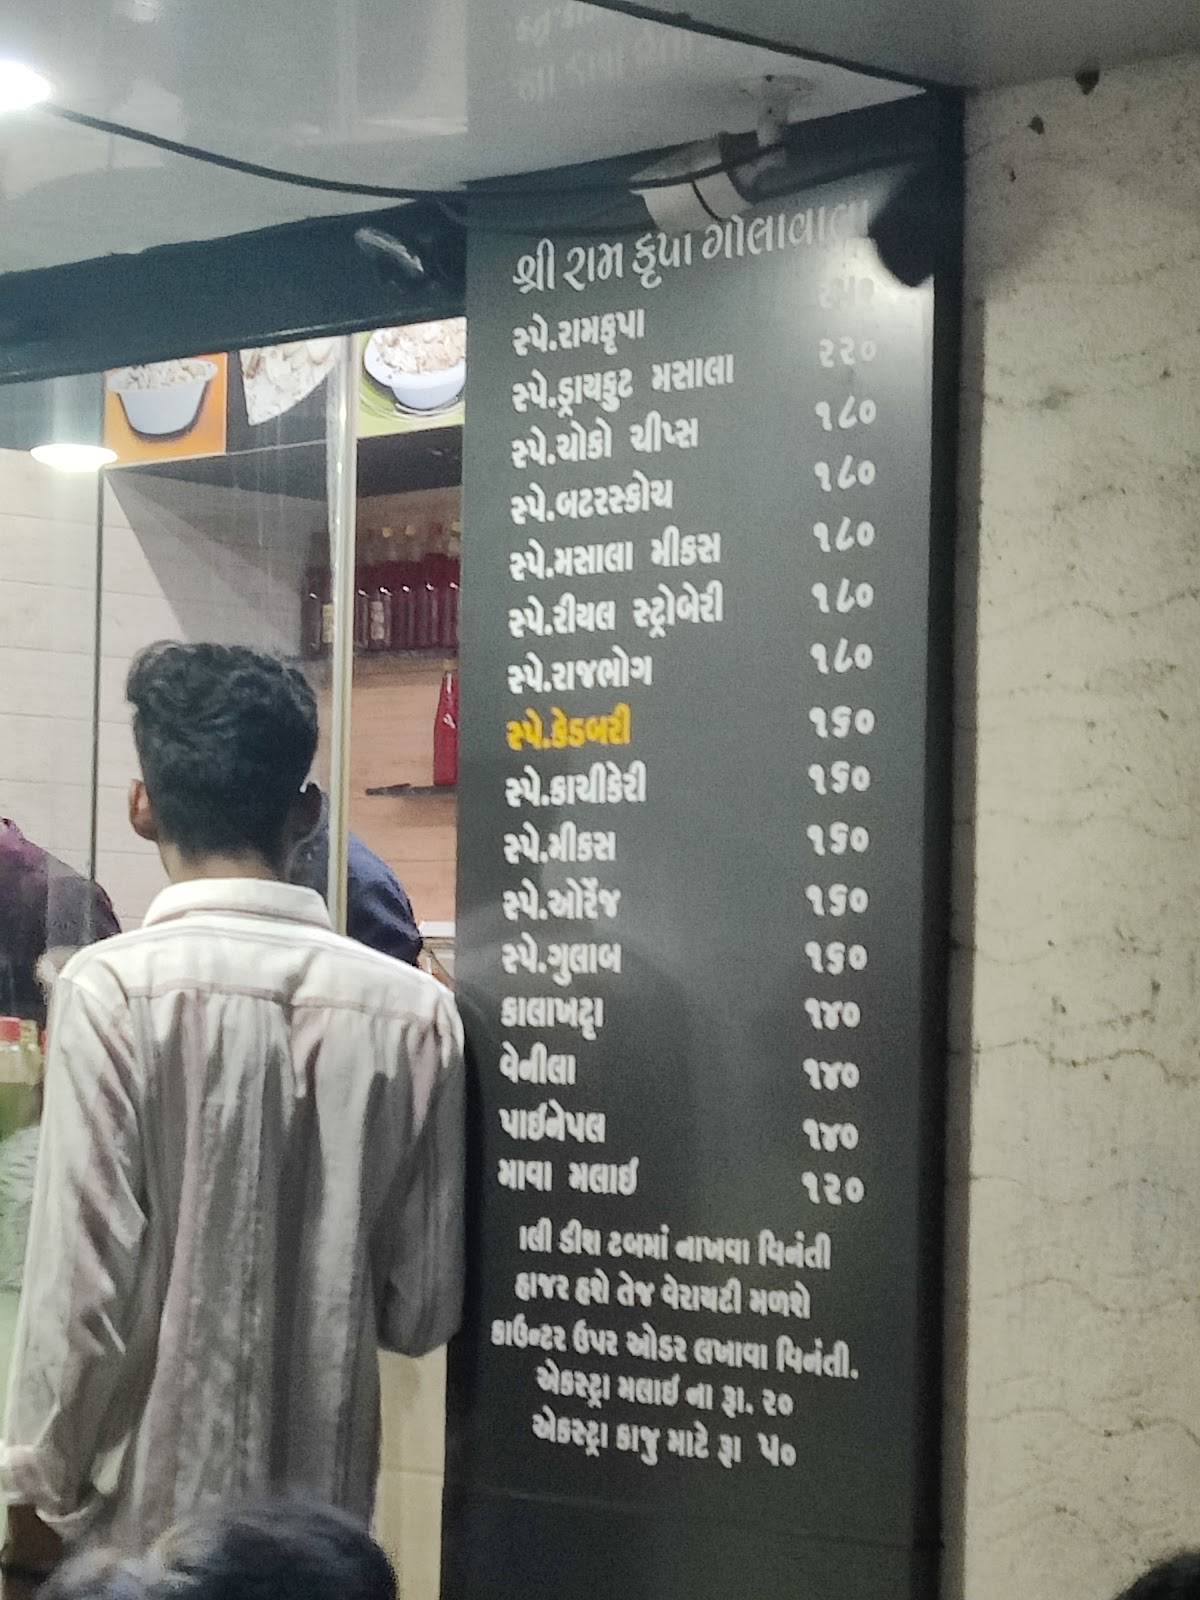 શ્રી રામ કૃપા ગોલાવાલા
સ્પે.રામકૃપા
સ્પે.ડ્રાયફ્રુટ મસાલા ૨૨૦
સ્પે.ચોકો ચીપ્સ ૧૮૦
સ્પે.બટરસ્કોચ ૧૮૦
સ્પે.મસાલા મીકસ ૧૮૦
સ્પે.રીયલ સ્ટ્રોબેરી ૧૮૦
સ્પે.રાજભોગ ૧૮૦
સ્પે.કેડબરી ૧૬૦
સ્પે.કાચીકેરી ૧૬૦
સ્પે.મીકસ ૧૬૦
સ્પે.ઓરેંજ ૧૬૦
સ્પે.ગુલાબ ૧૬૦
કાલાખટ્ટા ૧૪૦
વેનીલા ૧૪૦
પાઈનેપલ ૧૪૦
માવા મલાઈ ૧૨૦
ાલી ડીશ ટબમાં નાખવા વિનંતી
હાજર હશે તેજ વેરાયટી મળશે
કાઉન્ટર ઉપર ઓડર લખાવા વિનંતી.
એકસ્ટ્રા મલાઈ ના રૂા. ૨૦
એકસ્ટ્રા કાજુ માટે રૂા ૫૦